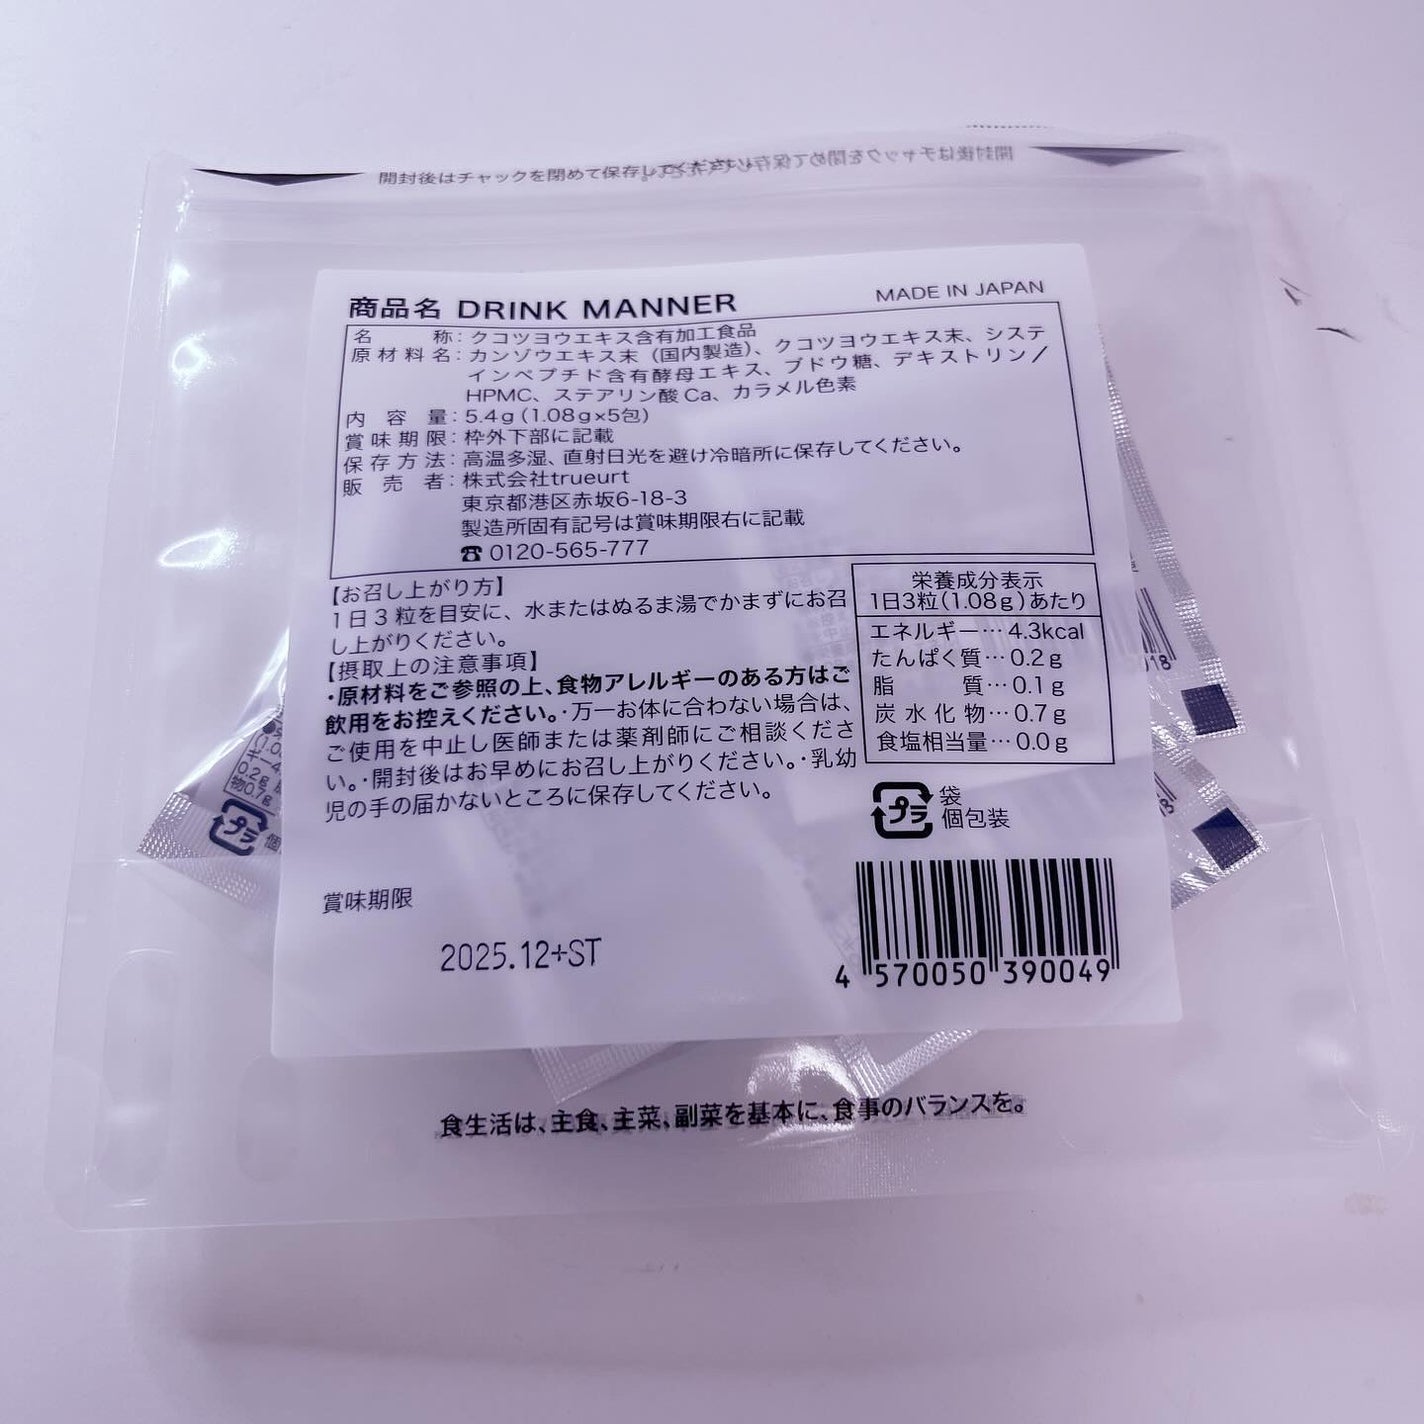 開封後はチャックを閉めて保存し
商品名 DRINK MANNER
MADE IN JAPAN
名称：クコツヨウエキス含有加工食品
原材料名：カンゾウエキス末（国内製造）、クコツヨウエキス末、システ
インペプチド含有酵母エキス、ブドウ糖、デキストリン／
HPMC、ステアリン酸Ca、カラメル色素
内容量：5.4g（1.08g×5包）
賞味期限：枠外下部に記載
保存方法：高温多湿、直射日光を避け冷暗所に保存してください。
販売者：株式会社trueurt
東京都港区赤坂6-18-3
製造所固有記号は賞味期限右に記載
☎ 0120-565-777
【お召し上がり方】
1日3粒を目安に、水またはぬるま湯でかまずにお召
し上がりください。
【摂取上の注意事項】
・原材料をご参照の上、食物アレルギーのある方はご
飲用をお控えください。・万一お体に合わない場合は、
ご使用を中止し医師または薬剤師にご相談くださ
い。・開封後はお早めにお召し上がりください。・乳幼
児の手の届かないところに保存してください。
栄養成分表示
1日3粒（1.08g）あたり
エネルギー…4.3kcal
たんぱく質…0.2g
脂質…0.1g
炭水化物…0.7g
食塩相当量…0.0g
プラ
袋
個包装
賞味期限
2025.12+ST
4 570050 390049
食生活は、主食、主菜、副菜を基本に、食事のバランスを。
ギー4
0.2g
物0.7g
プラ
個